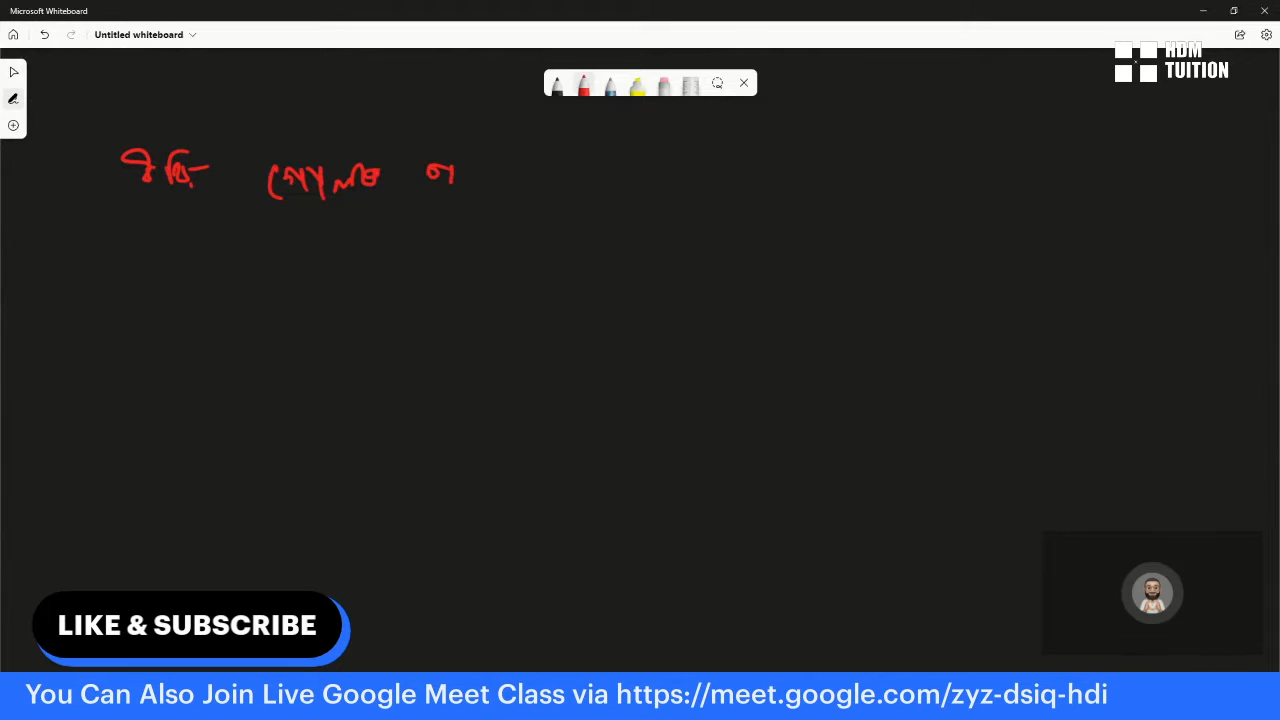 Microsoft Whiteboard
Untitled whiteboard
HDM
TUITION
LIKE & SUBSCRIBE
You Can Also Join Live Google Meet Class via https://meet.google.com/zyz-dsiq-hdi